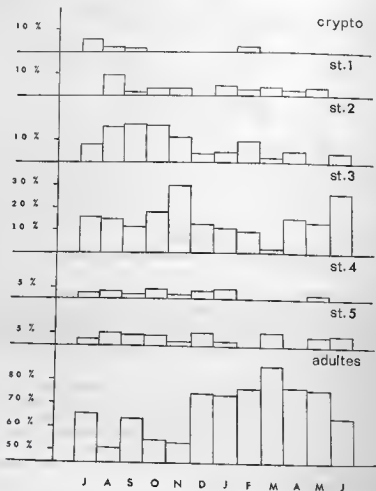 crypto
10 %
st.1
10 %
st.2
10 %
st.3
30 %
20 %
10 %
st.4
5 %
st.5
5 %
adultes
80 %
70 %
60 %
50 %
J A S O N D J F M A M J